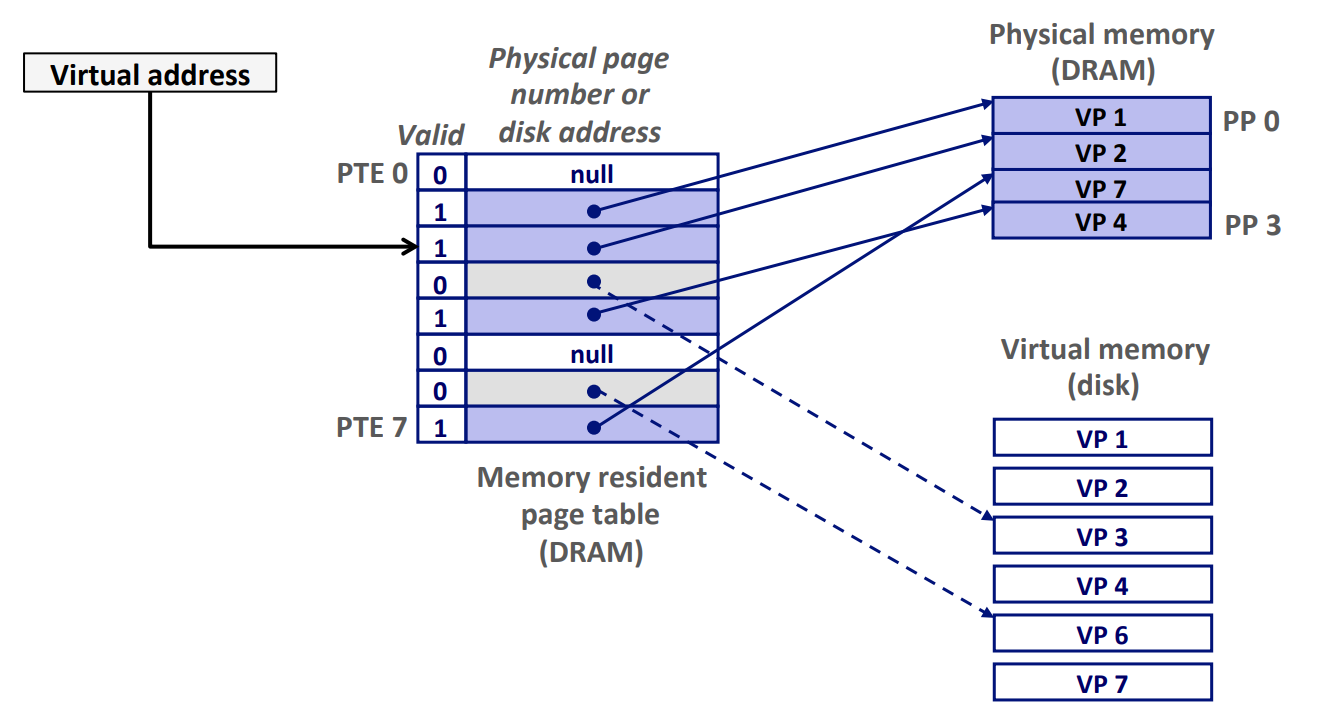 Virtual address
Physical page
number or
disk address
Valid
PTE 0
0
null
1
1
0
1
0
null
0
PTE 7
1
Memory resident
page table
(DRAM)
Physical memory
(DRAM)
VP 1
PP 0
VP 2
VP 7
VP 4
PP 3
Virtual memory
(disk)
VP 1
VP 2
VP 3
VP 4
VP 6
VP 7